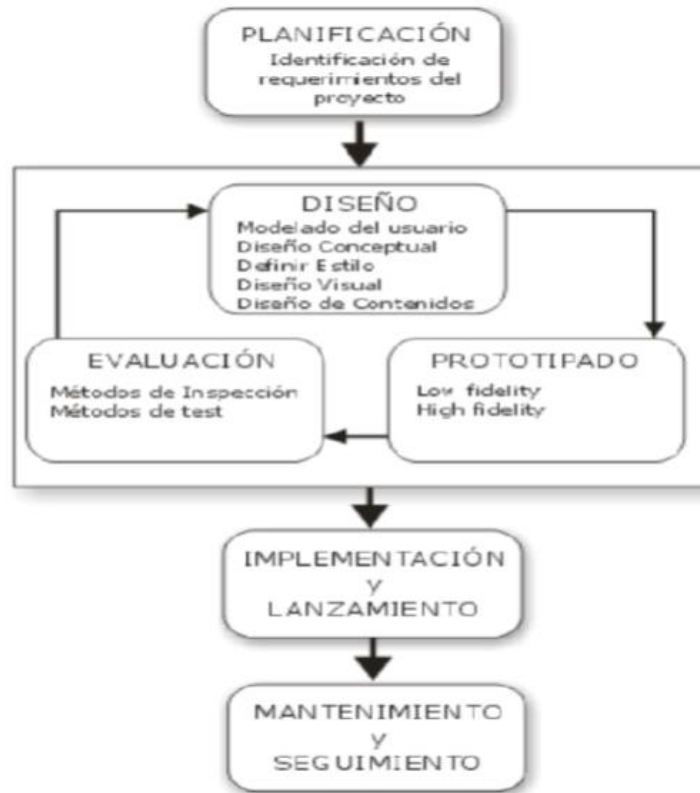 PLANIFICACIÓN
Identificación de
requerimientos del
proyecto
DISEÑO
Modelado del usuario
Diseño Conceptual
Definir Estilo
Diseño Visual
Diseño de Contenidos
EVALUACIÓN
Métodos de Inspección
Métodos de test
PROTOTIPADO
Low fidelity
High fidelity
IMPLEMENTACIÓN
y
LANZAMIENTO
MANTENIMIENTO
y
SEGUIMIENTO